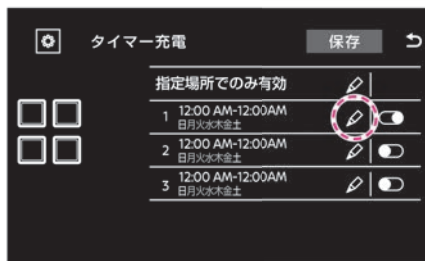 タイマー充電 保存
指定場所でのみ有効
1 12:00 AM-12:00AM
日月火水木金土
2 12:00 AM-12:00AM
日月火水木金土
3 12:00 AM-12:00AM
日月火水木金土